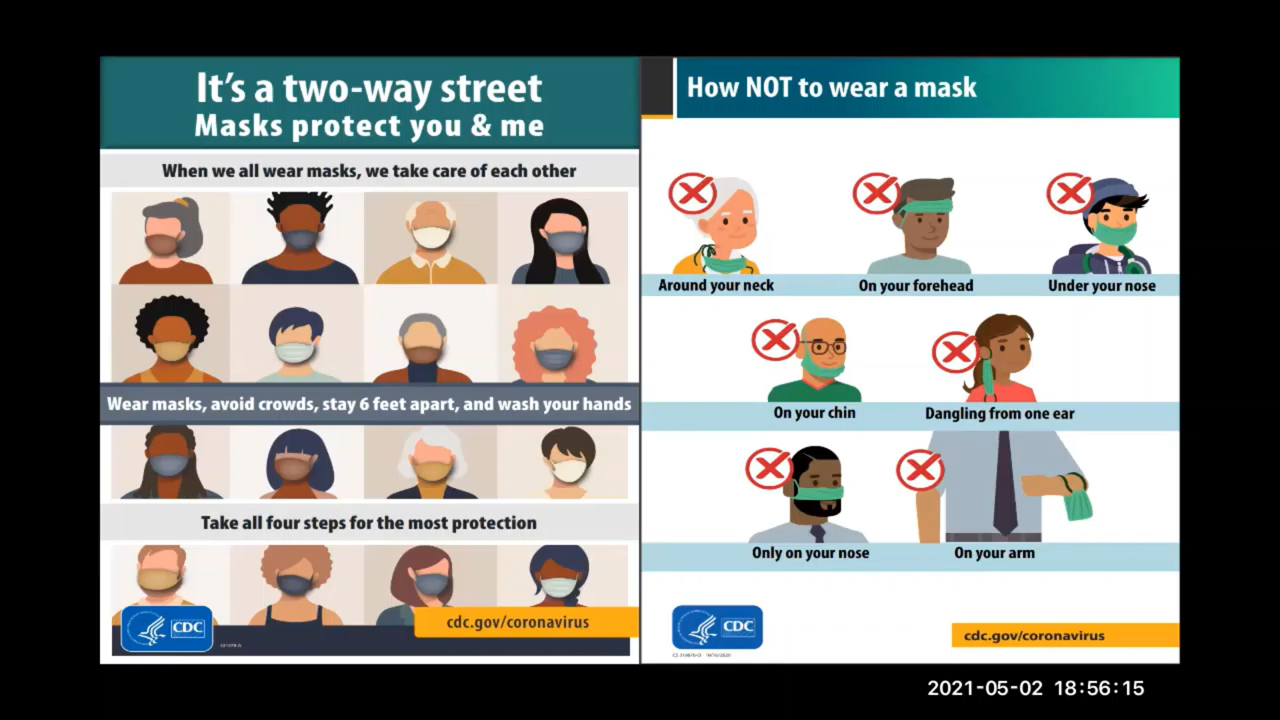 It's a two-way street
Masks protect you & me
When we all wear masks, we take care of each other
Wear masks, avoid crowds, stay 6 feet apart, and wash your hands
Take all four steps for the most protection
CDC
cdc.gov/coronavirus
How NOT to wear a mask
Around your neck
On your forehead
Under your nose
On your chin
Dangling from one ear
Only on your nose
On your arm
CDC
cdc.gov/coronavirus
2021-05-02 18:56:15